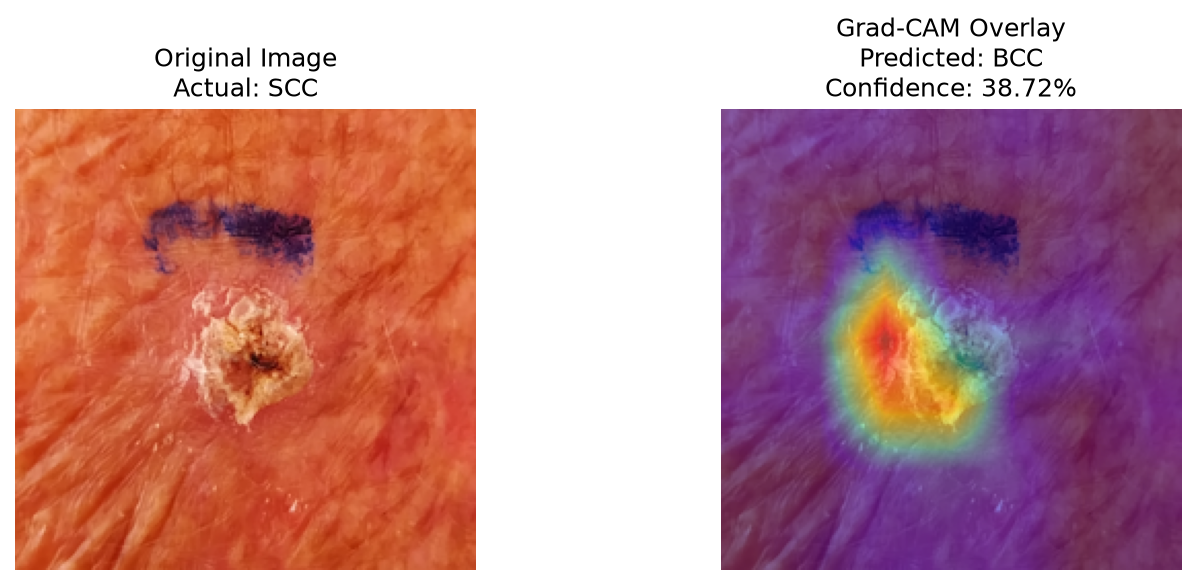 Original Image
Actual: SCC
Grad-CAM Overlay
Predicted: BCC
Confidence: 38.72%